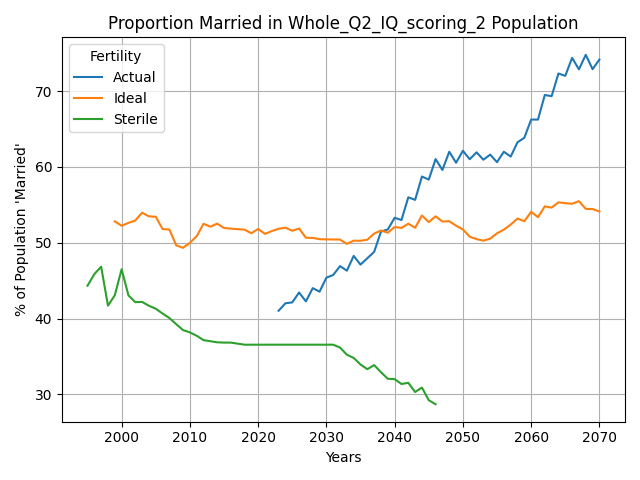 Proportion Married in Whole_Q2_IQ_scoring_2 Population
Fertility
Actual
Ideal
Sterile
% of Population 'Married'
70
60
50
40
30
2000 2010 2020 2030 2040 2050 2060 2070
Years